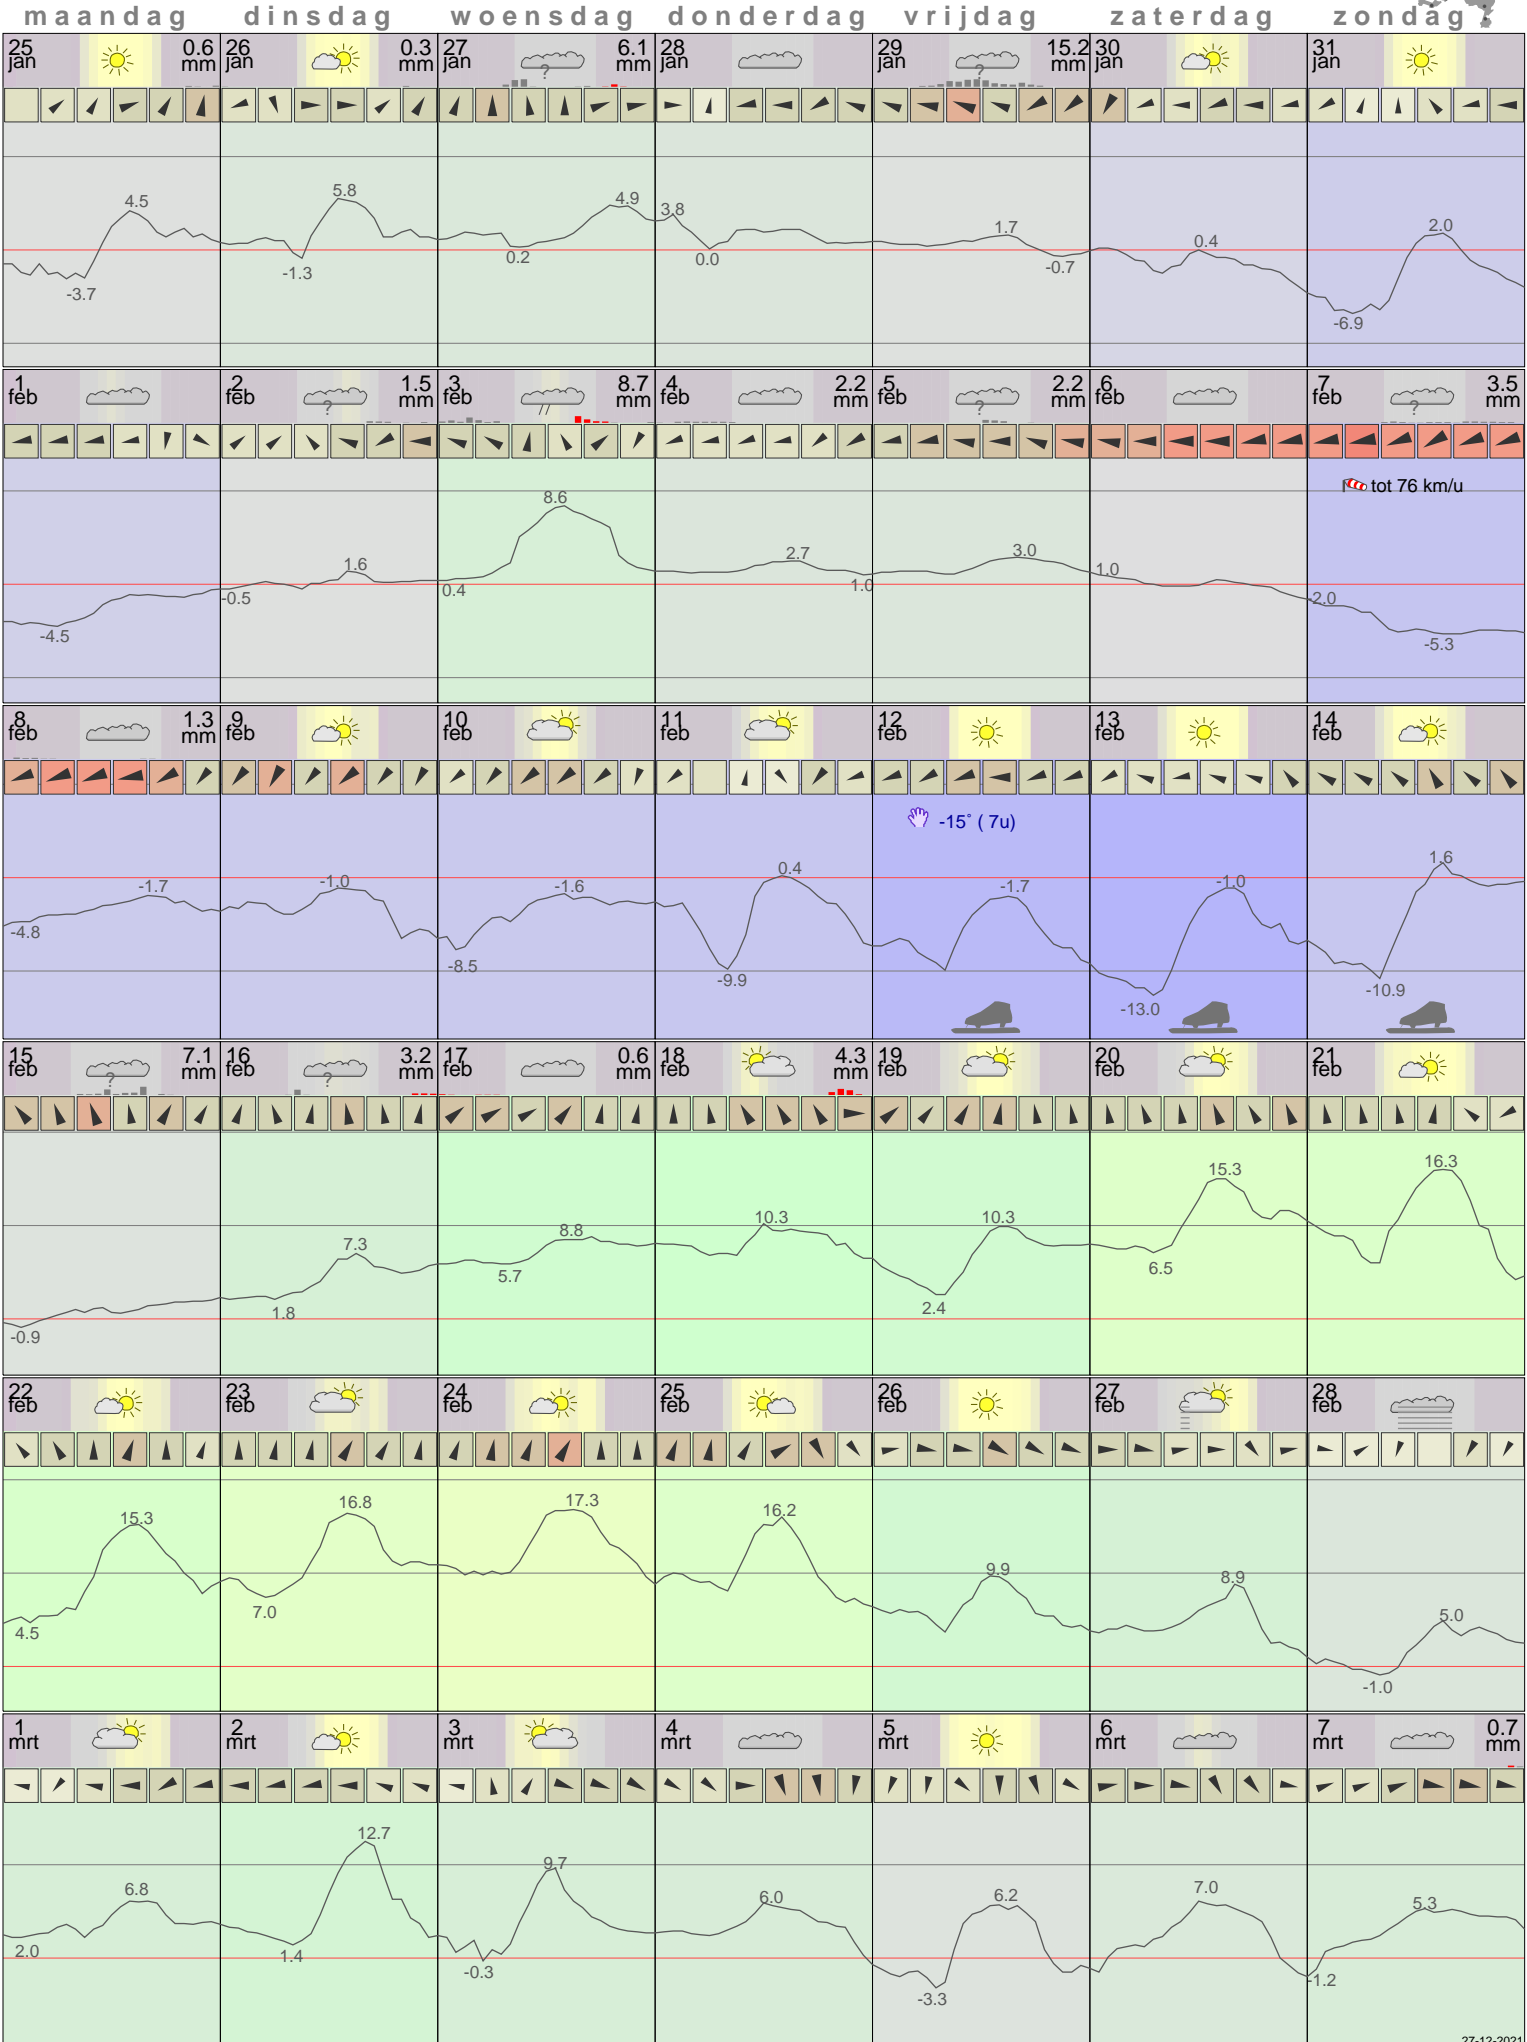 maandag dinsdag woensdag donderdag vrijdag zaterdag zondag
25 jan 0.6 mm 26 jan 0.3 mm 27 jan 6.1 mm 28 jan 29 jan 15.2 mm 30 jan 31 jan
? ?
4.5 5.8 4.9 3.8 1.7 0.4 2.0
-3.7 -1.3 0.2 0.0 -0.7 -6.9
1 feb 2 feb 1.5 mm 3 feb 8.7 mm 4 feb 2.2 mm 5 feb 2.2 mm 6 feb 7 feb 3.5 mm
? ? ?
tot 76 km/u
8.6
1.6 2.7 3.0 1.0
-4.5 -0.5 0.4 1.0 -2.0 -5.3
8 feb 1.3 mm 9 feb 10 feb 11 feb 12 feb 13 feb 14 feb
-15° ( 7u)
-1.7 -1.0 -1.6 0.4 -1.7 -1.0 1.6
-4.8 -8.5 -9.9 -13.0 -10.9
15 feb 7.1 mm 16 feb 3.2 mm 17 feb 0.6 mm 18 feb 4.3 mm 19 feb 20 feb 21 feb
? ?
7.3 8.8 10.3 10.3 15.3 16.3
-0.9 1.8 5.7 2.4 6.5
22 feb 23 feb 24 feb 25 feb 26 feb 27 feb 28 feb
15.3 16.8 17.3 16.2 9.9 8.9 5.0
4.5 7.0 -1.0
1 mrt 2 mrt 3 mrt 4 mrt 5 mrt 6 mrt 7 mrt 0.7 mm
6.8 12.7 9.7 6.0 6.2 7.0 5.3
2.0 1.4 -0.3 -3.3 -1.2
27-12-2021